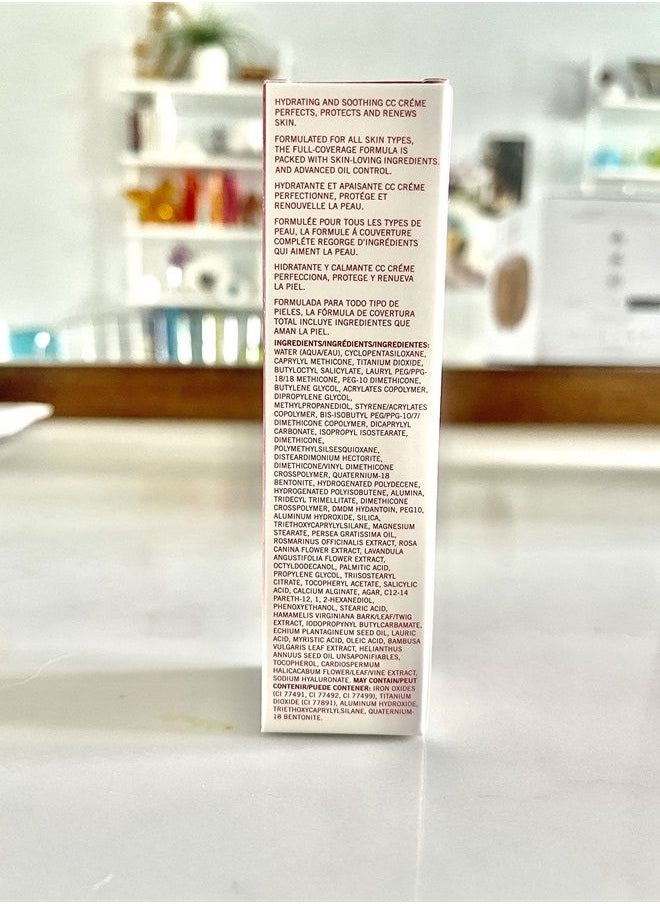 HYDRATING AND SOOTHING CC CRÉME
PERFECTS, PROTECTS AND RENEWS
SKIN.
FORMULATED FOR ALL SKIN TYPES,
THE FULL-COVERAGE FORMULA IS
PACKED WITH SKIN-LOVING INGREDIENTS
AND ADVANCED OIL CONTROL.
HYDRATANTE ET APAISANTE CC CRÉME
PERFECTIONNE, PROTÉGE ET
RENOUVELLE LA PEAU.
FORMULÉE POUR TOUS LES TYPES DE
PEAU, LA FORMULE Á COUVERTURE
COMPLÉTE REGORGE D'INGRÉDIENTS
QUI AIMENT LA PEAU.
HIDRATANTE Y CALMANTE CC CRÉME
PERFECCIONA, PROTEGE Y RENUEVA
LA PIEL.
FORMULADA PARA TODO TIPO DE
PIELES, LA FÓRMULA DE COVERTURA
TOTAL INCLUYE INGREDIENTES QUE
AMAN LA PIEL.
INGREDIENTS/INGRÉDIENTS/INGREDIENTES:
WATER (AQUA/EAU), CYCLOPENTASILOXANE,
CAPRYLYL METHICONE, TITANIUM DIOXIDE,
BUTYLOCTYL SALICYLATE, LAURYL PEG/PPG-
18/18 METHICONE, PEG-10 DIMETHICONE,
BUTYLENE GLYCOL, ACRYLATES COPOLYMER,
DIPROPYLENE GLYCOL,
METHYLPROPANEDIOL, STYRENE/ACRYLATES
COPOLYMER, BIS-ISOBUTYL PEG/PPG-10/7/
DIMETHICONE COPOLYMER, DICAPRYLYL
CARBONATE, ISOPROPYL ISOSTEARATE,
DIMETHICONE,
POLYMETHYLSILSESQUIOXANE,
DISTEARDIMONIUM HECTORITE,
DIMETHICONE/VINYL DIMETHICONE
CROSSPOLYMER, QUATERNIUM-18
BENTONITE, HYDROGENATED POLYDECENE,
HYDROGENATED POLYISOBUTENE, ALUMINA,
TRIDECYL TRIMELLITATE, DIMETHICONE
CROSSPOLYMER, DMDM HYDANTOIN, PEG10,
ALUMINUM HYDROXIDE, SILICA,
TRIETHOXYCAPRYLYLSILANE, MAGNESIUM
STEARATE, PERSEA GRATISSIMA OIL,
ROSMARINUS OFFICINALIS EXTRACT, ROSA
CANINA FLOWER EXTRACT, LAVANDULA
ANGUSTIFOLIA FLOWER EXTRACT,
OCTYLDODECANOL, PALMITIC ACID,
PROPYLENE GLYCOL, TRIISOSTEARYL
CITRATE, TOCOPHERYL ACETATE, SALICYLIC
ACID, CALCIUM ALGINATE, AGAR, C12-14
PARETH-12, 1, 2-HEXANEDIOL,
PHENOXYETHANOL, STEARIC ACID,
HAMAMELIS VIRGINIANA BARK/LEAF/TWIG
EXTRACT, IODOPROPYNYL BUTYLCARBAMATE,
ECHIUM PLANTAGINEUM SEED OIL, LAURIC
ACID, MYRISTIC ACID, OLEIC ACID, BAMBUSA
VULGARIS LEAF EXTRACT, HELIANTHUS
ANNUUS SEED OIL UNSAPONIFIABLES,
TOCOPHEROL, CARDIOSPERMUM
HALICACABUM FLOWER/LEAF/VINE EXTRACT,
SODIUM HYALURONATE. MAY CONTAIN/PEUT
CONTENIR/PUEDE CONTENER: IRON OXIDES
(CI 77491, CI 77492, CI 77499), TITANIUM
DIOXIDE (CI 77891), ALUMINUM HYDROXIDE,
TRIETHOXYCAPRYLYLSILANE, QUATERNIUM-
18 BENTONITE.